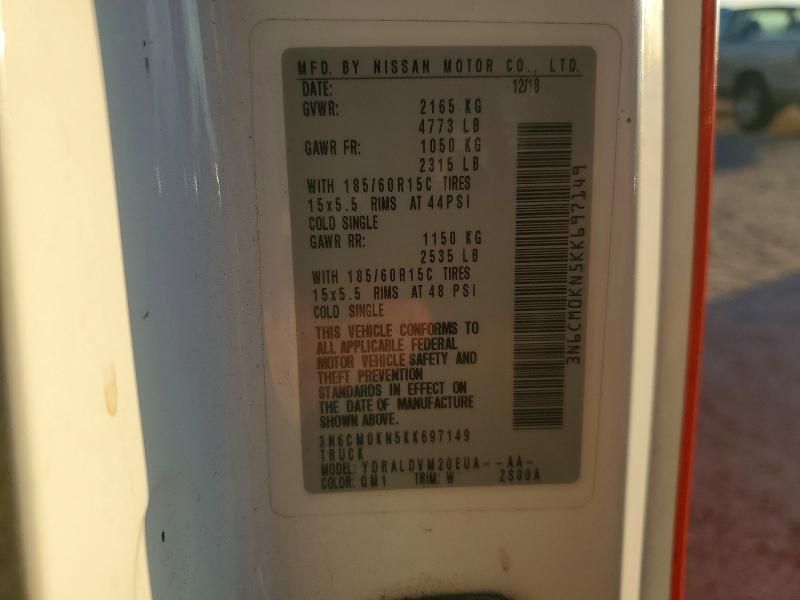 MFD. BY NISSAN MOTOR CO., LTD.
DATE: 12/18
GVWR: 2165 KG
4773 LB
GAWR FR: 1050 KG
2315 LB
WITH 185/60R15C TIRES
15x5.5 RIMS AT 44PSI
COLD SINGLE
GAWR RR: 1150 KG
2535 LB
WITH 185/60R15C TIRES
15x5.5 RIMS AT 48 PSI
COLD SINGLE
THIS VEHICLE CONFORMS TO
ALL APPLICABLE FEDERAL
MOTOR VEHICLE SAFETY AND
THEFT PREVENTION
STANDARDS IN EFFECT ON
THE DATE OF MANUFACTURE
SHOWN ABOVE.
3N6CM0KN5KK697149
TRUCK
MODEL: YDRALDVM20EUA--AA-
COLOR: QM1 TRIM: W ZS00A
3N6CM0KN5KK697149